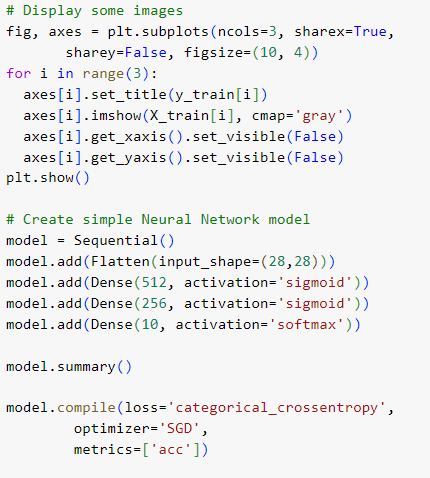 # Display some images
fig, axes = plt.subplots(ncols=3, sharex=True,
        sharey=False, figsize=(10, 4))
for i in range(3):
  axes[i].set_title(y_train[i])
  axes[i].imshow(X_train[i], cmap='gray')
  axes[i].get_xaxis().set_visible(False)
  axes[i].get_yaxis().set_visible(False)
plt.show()

# Create simple Neural Network model
model = Sequential()
model.add(Flatten(input_shape=(28,28)))
model.add(Dense(512, activation='sigmoid'))
model.add(Dense(256, activation='sigmoid'))
model.add(Dense(10, activation='softmax'))

model.summary()

model.compile(loss='categorical_crossentropy',
        optimizer='SGD',
        metrics=['acc'])